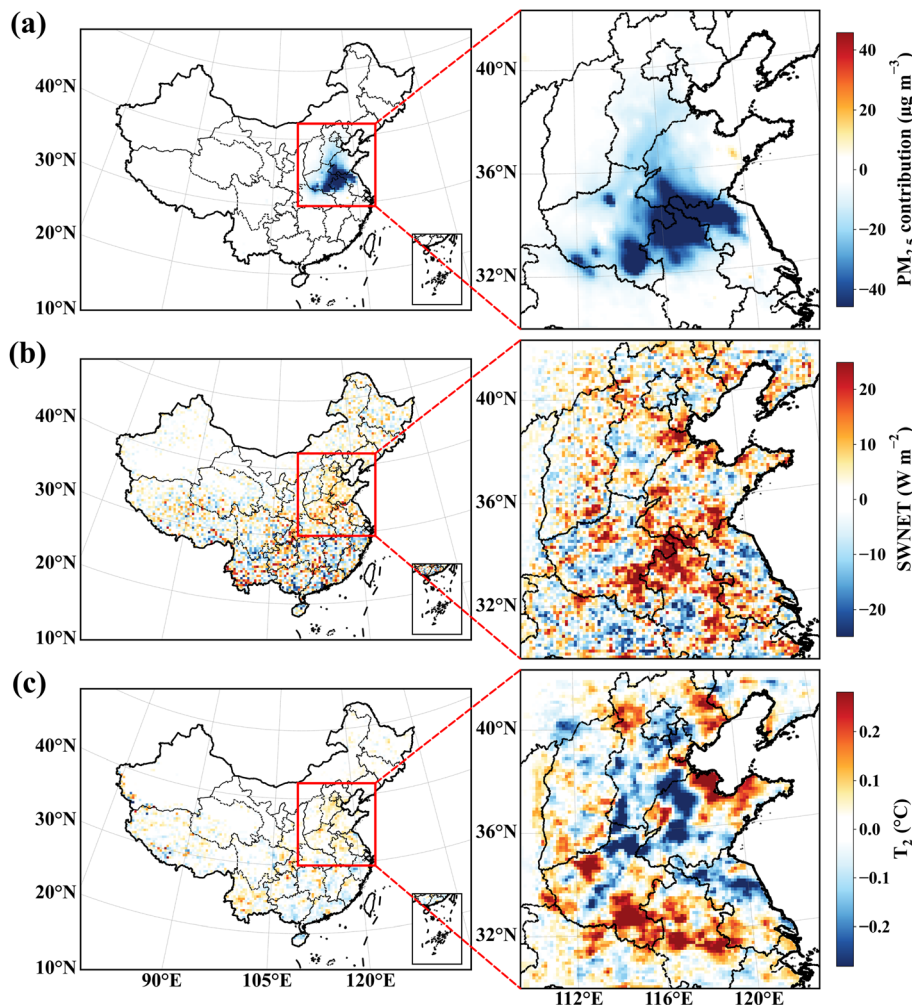 (a)
40°N
30°N
20°N
10°N
40°N
36°N
32°N
40
20
0
−20
−40
PM2.5 contribution (μg m−3)
(b)
40°N
30°N
20°N
10°N
40°N
36°N
32°N
20
10
0
−10
−20
SWNET (W m−2)
(c)
40°N
30°N
20°N
10°N
90°E 105°E 120°E
40°N
36°N
32°N
112°E 116°E 120°E
0.2
0.1
0.0
−0.1
−0.2
T2 (°C)